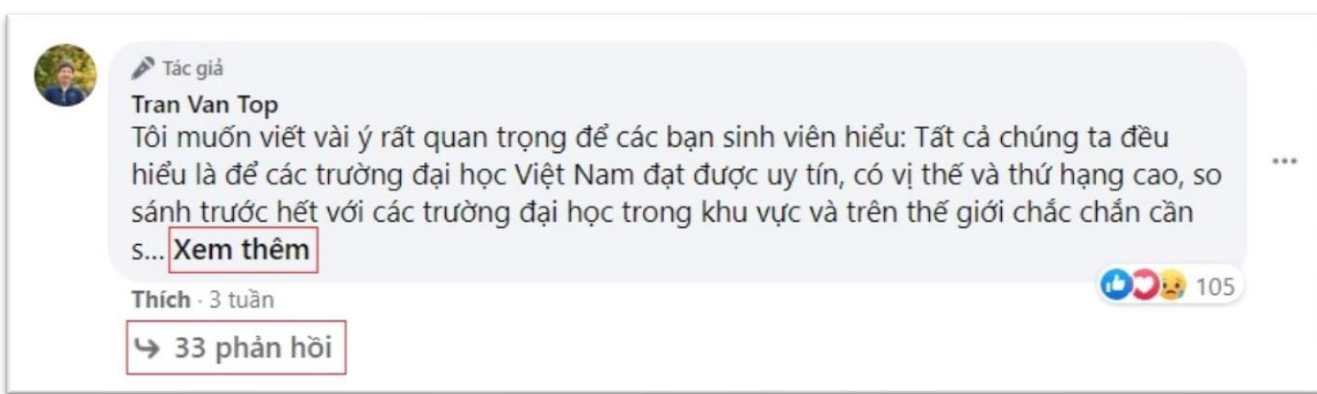 Tác giả
Tran Van Top
Tôi muốn viết vài ý rất quan trọng để các bạn sinh viên hiểu: Tất cả chúng ta đều
hiểu là để các trường đại học Việt Nam đạt được uy tín, có vị thế và thứ hạng cao, so
sánh trước hết với các trường đại học trong khu vực và trên thế giới chắc chắn cần
s... Xem thêm
Thích · 3 tuần
105
33 phản hồi